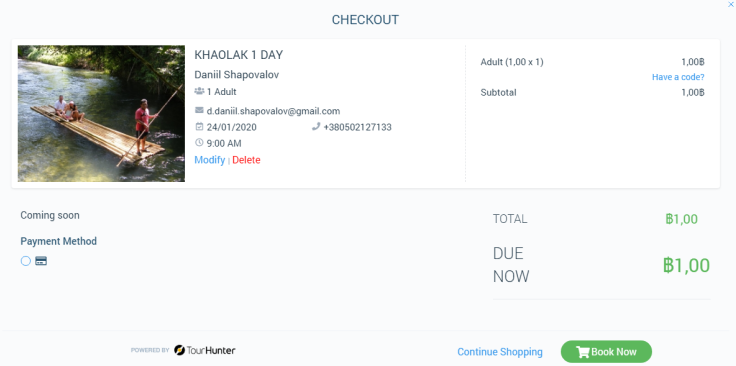 CHECKOUT
KHAOLAK 1 DAY
Daniil Shapovalov
1 Adult
d.daniil.shapovalov@gmail.com
24/01/2020 +380502127133
9:00 AM
Modify | Delete
Adult (1,00 x 1) 1,00฿
Have a code?
Subtotal 1,00฿
Coming soon
Payment Method
TOTAL ฿1,00
DUE NOW ฿1,00
POWERED BY TourHunter
Continue Shopping
Book Now